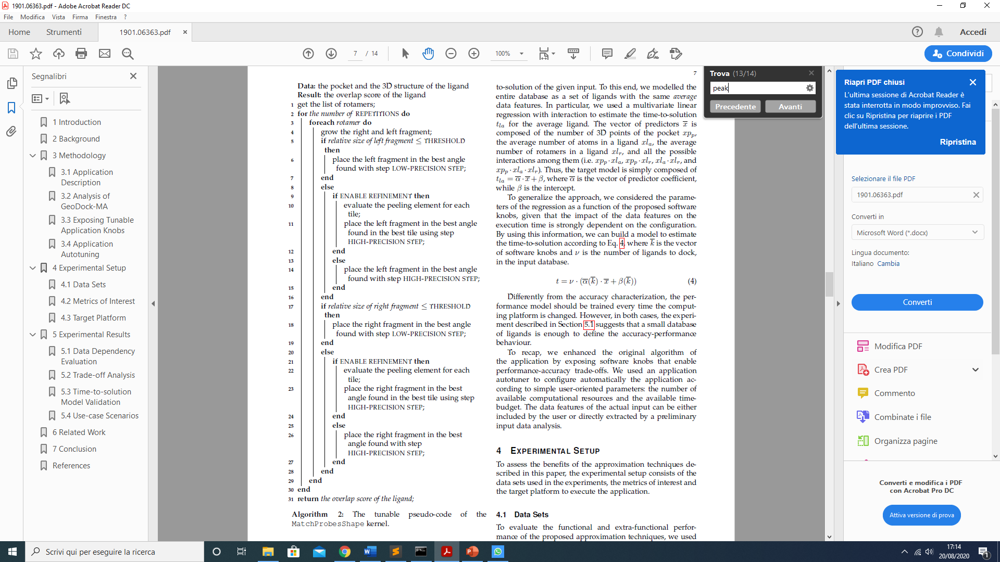 1901.06363.pdf - Adobe Acrobat Reader DC
File Modifica Vista Firma Finestra ?
Home Strumenti 1901.06363.pdf ×
Accedi
7 / 14
100%
Condividi
Segnalibri
1 Introduction
2 Background
3 Methodology
3.1 Application
Description
3.2 Analysis of
GeoDock-MA
3.3 Exposing Tunable
Application Knobs
3.4 Application
Autotuning
4 Experimental Setup
4.1 Data Sets
4.2 Metrics of Interest
4.3 Target Platform
5 Experimental Results
5.1 Data Dependency
Evaluation
5.2 Trade-off Analysis
5.3 Time-to-solution
Model Validation
5.4 Use-case Scenarios
6 Related Work
7 Conclusion
References
7
Data: the pocket and the 3D structure of the ligand
Result: the overlap score of the ligand
1 get the list of rotamers;
2 for the number of REPETITIONS do
3 foreach rotamer do
4 grow the right and left fragment;
5 if relative size of left fragment ≤ THRESHOLD
then
6 place the left fragment in the best angle
found with step LOW-PRECISION STEP;
7 end
8 else
9 if ENABLE REFINEMENT then
10 evaluate the peeling element for each
tile;
11 place the left fragment in the best angle
found in the best tile using step
HIGH-PRECISION STEP;
12 end
13 else
14 place the left fragment in the best angle
found with step HIGH-PRECISION STEP;
15 end
16 end
17 if relative size of right fragment ≤ THRESHOLD
then
18 place the right fragment in the best angle
found with step LOW-PRECISION STEP;
19 end
20 else
21 if ENABLE REFINEMENT then
22 evaluate the peeling element for each
tile;
23 place the right fragment in the best
angle found in the best tile using step
HIGH-PRECISION STEP;
24 end
25 else
26 place the right fragment in the best
angle found with step
HIGH-PRECISION STEP;
27 end
28 end
29 end
30 end
31 return the overlap score of the ligand;
Algorithm 2: The tunable pseudo-code of the
MatchProbesShape kernel.
to-solution of the given input. To this end, we modelled the
entire database as a set of ligands with the same average
data features. In particular, we used a multivariate linear
regression with interaction to estimate the time-to-solution
t_la for the average ligand. The vector of predictors x̄ is
composed of the number of 3D points of the pocket xp_p,
the average number of atoms in a ligand xl_a, the average
number of rotamers in a ligand xl_r, and all the possible
interactions among them (i.e. xp_p · xl_a, xp_p · xl_r, xl_a · xl_r, and
xp_p · xl_a · xl_r). Thus, the target model is simply composed of
t_la = ᾱ · x̄ + β, where ᾱ is the vector of predictor coefficient,
while β is the intercept.
To generalize the approach, we considered the parame-
ters of the regression as a function of the proposed software
knobs, given that the impact of the data features on the
execution time is strongly dependent on the configuration.
By using this information, we can build a model to estimate
the time-to-solution according to Eq. 4, where k̄ is the vector
of software knobs and ν is the number of ligands to dock,
in the input database.
t = ν · (ᾱ(k̄) · x̄ + β(k̄)) (4)
Differently from the accuracy characterization, the per-
formance model should be trained every time the comput-
ing platform is changed. However, in both cases, the experi-
ment described in Section 5.1 suggests that a small database
of ligands is enough to define the accuracy-performance
behaviour.
To recap, we enhanced the original algorithm of
the application by exposing software knobs that enable
performance-accuracy trade-offs. We used an application
autotuner to configure automatically the application ac-
cording to simple user-oriented parameters: the number of
available computational resources and the available time-
budget. The data features of the actual input can be either
included by the user or directly extracted by a preliminary
input data analysis.
4 EXPERIMENTAL SETUP
To assess the benefits of the approximation techniques de-
scribed in this paper, the experimental setup consists of the
data sets used in the experiments, the metrics of interest and
the target platform to execute the application.
4.1 Data Sets
To evaluate the functional and extra-functional perfor-
mance of the proposed approximation techniques, we used
Trova (13/14)
peak
Precedente Avanti
Riapri PDF chiusi
L'ultima sessione di Acrobat Reader è
stata interrotta in modo improvviso. Fai
clic su Ripristina per riaprire i PDF
dell'ultima sessione.
Ripristina
Selezionare il file PDF
1901.06363.pdf
Converti in
Microsoft Word (*.docx)
Lingua documento:
Italiano Cambia
Converti
Modifica PDF
Crea PDF
Commento
Combinate i file
Organizza pagine
Converti e modifica i PDF
con Acrobat Pro DC
Attiva versione di prova
Scrivi qui per eseguire la ricerca
17:14
20/08/2020
1